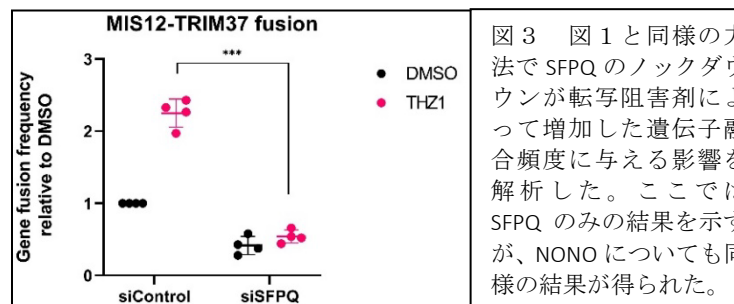 MIS12-TRIM37 fusion
Gene fusion frequency
relative to DMSO
3
2
1
0
***
DMSO
THZ1
siControl
siSFPQ
図３　図１と同様の方
法で SFPQ のノックダウ
ウンが転写阻害剤によ
って増加した遺伝子融
合頻度に与える影響を
解析した。ここでは
SFPQ のみの結果を示す
が、NONO についても同
様の結果が得られた。